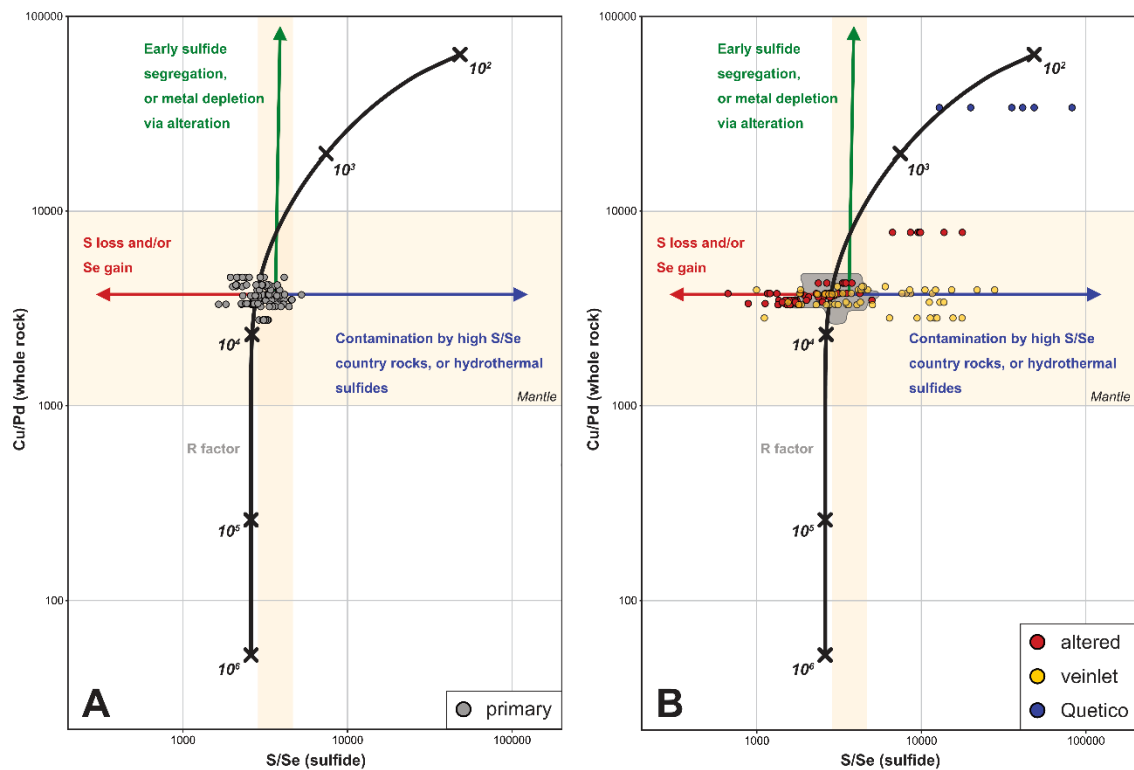 100000
10000
1000
100
Cu/Pd (whole rock)
Early sulfide
segregation,
or metal depletion
via alteration
10²
10³
S loss and/or
Se gain
10⁴
Contamination by high S/Se
country rocks, or hydrothermal
sulfides
Mantle
R factor
10⁵
10⁶
A
primary
1000
10000
100000
S/Se (sulfide)
100000
10000
1000
100
Cu/Pd (whole rock)
Early sulfide
segregation,
or metal depletion
via alteration
10²
10³
S loss and/or
Se gain
10⁴
Contamination by high S/Se
country rocks, or hydrothermal
sulfides
Mantle
R factor
10⁵
10⁶
B
altered
veinlet
Quetico
1000
10000
100000
S/Se (sulfide)